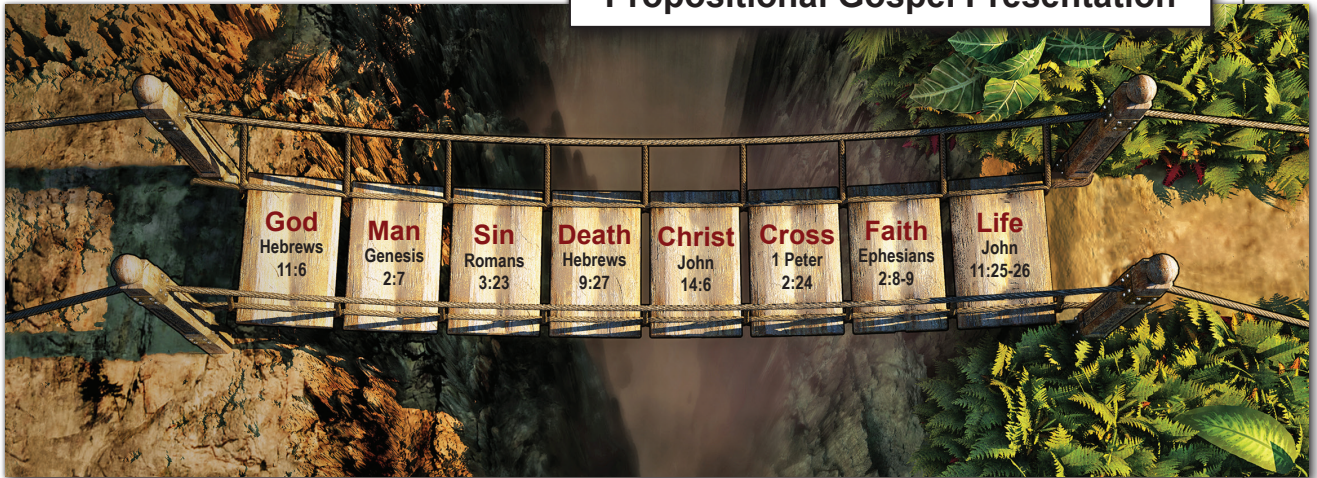 Propositional Gospel Presentation
God
Hebrews
11:6
Man
Genesis
2:7
Sin
Romans
3:23
Death
Hebrews
9:27
Christ
John
14:6
Cross
1 Peter
2:24
Faith
Ephesians
2:8-9
Life
John
11:25-26